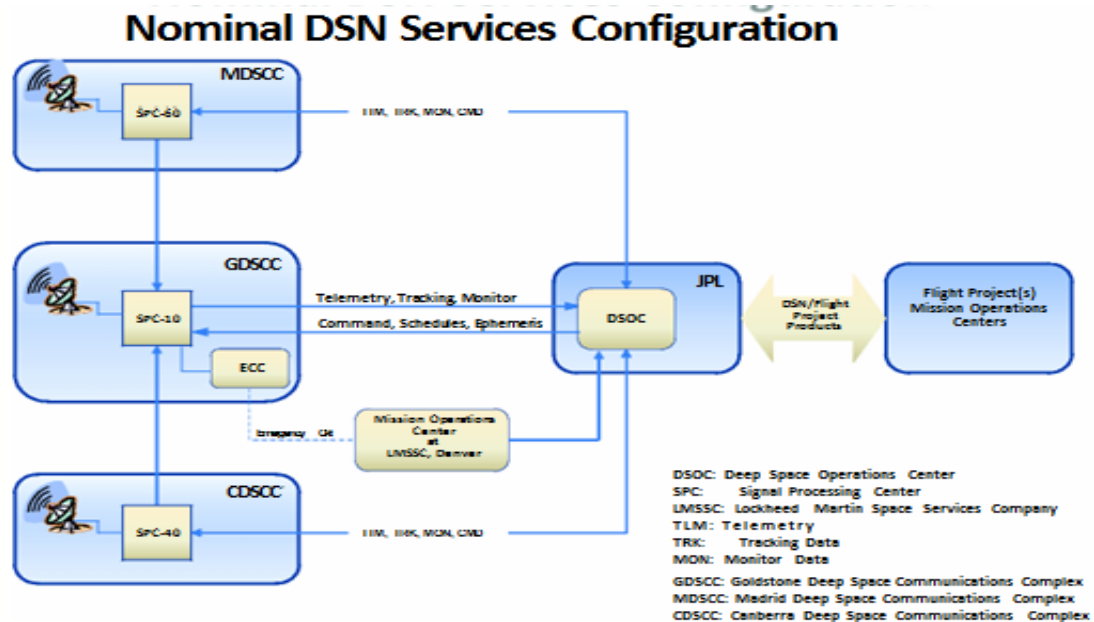 Nominal DSN Services Configuration
MDSCC
SPC-60
TLM, TRK, MON, CMD
GDSCC
SPC-10
ECC
Telemetry, Tracking, Monitor
Command, Schedules, Ephemeris
JPL
DSOC
DSN/Flight
Project
Products
Flight Project(s)
Mission Operations
Centers
Emergency
Mission Operations
Center
at
LMSSC, Denver
CDSCC
SPC-40
TLM, TRK, MON, CMD
DSOC: Deep Space Operations Center
SPC: Signal Processing Center
LMSSC: Lockheed Martin Space Services Company
TLM: Telemetry
TRK: Tracking Data
MON: Monitor Data
GDSCC: Goldstone Deep Space Communications Complex
MDSCC: Madrid Deep Space Communications Complex
CDSCC: Canberra Deep Space Communications Complex